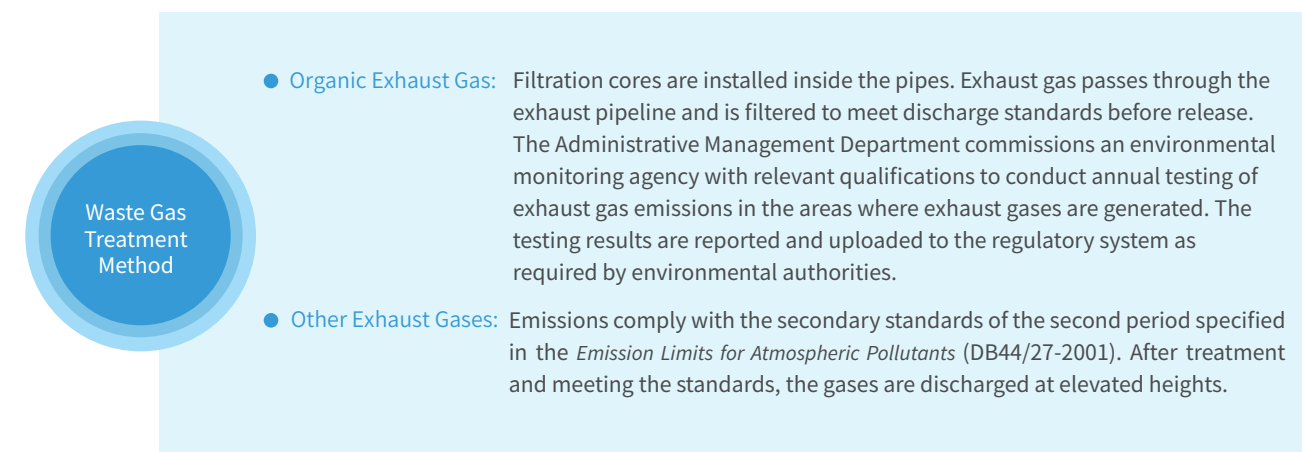 Waste Gas
Treatment
Method
Organic Exhaust Gas: Filtration cores are installed inside the pipes. Exhaust gas passes through the
exhaust pipeline and is filtered to meet discharge standards before release.
The Administrative Management Department commissions an environmental
monitoring agency with relevant qualifications to conduct annual testing of
exhaust gas emissions in the areas where exhaust gases are generated. The
testing results are reported and uploaded to the regulatory system as
required by environmental authorities.
Other Exhaust Gases: Emissions comply with the secondary standards of the second period specified
in the Emission Limits for Atmospheric Pollutants (DB44/27-2001). After treatment
and meeting the standards, the gases are discharged at elevated heights.